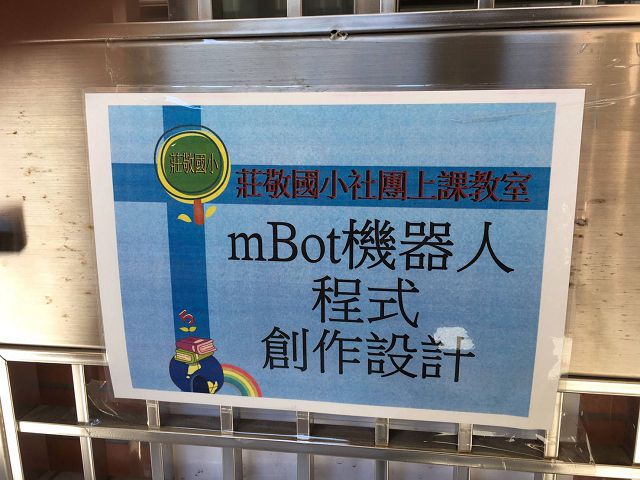 莊敬國小
莊敬國小社團上課教室
mBot機器人
程式
創作設計